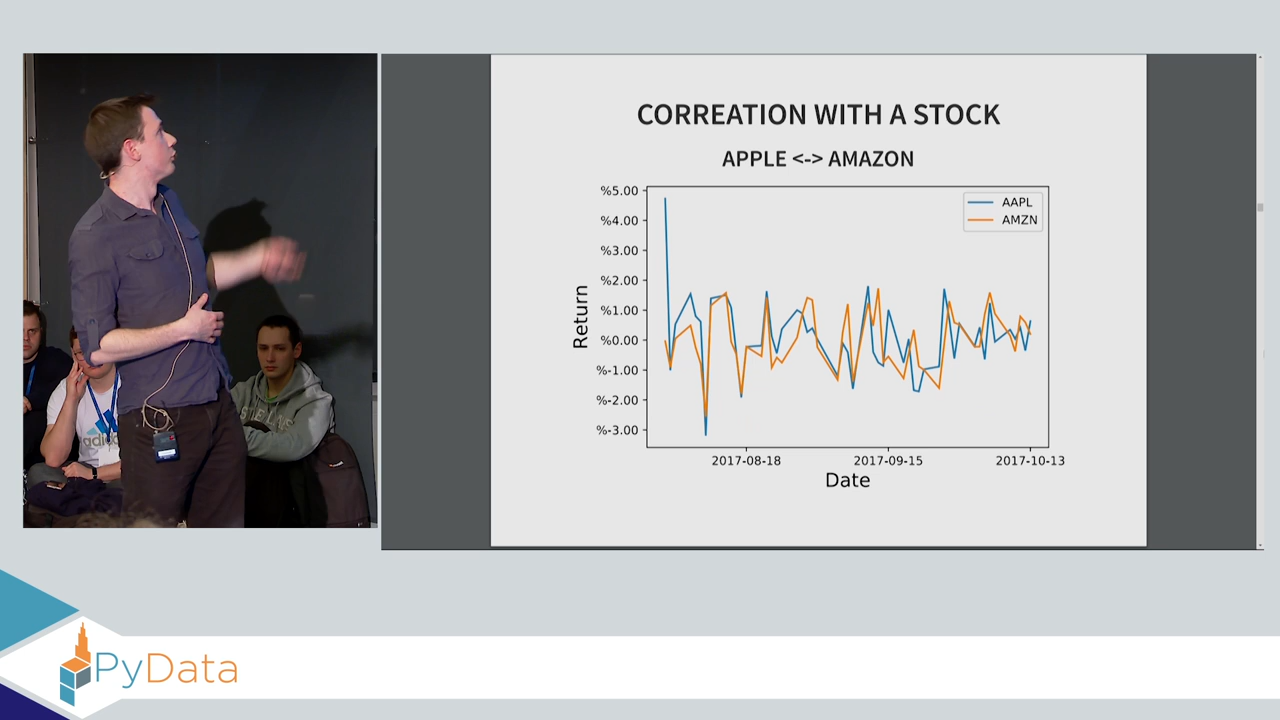 CORREATION WITH A STOCK
APPLE <-> AMAZON
AAPL
AMZN
%5.00
%4.00
%3.00
%2.00
%1.00
%0.00
%-1.00
%-2.00
%-3.00
Return
2017-08-18
2017-09-15
2017-10-13
Date
adidas
PyData